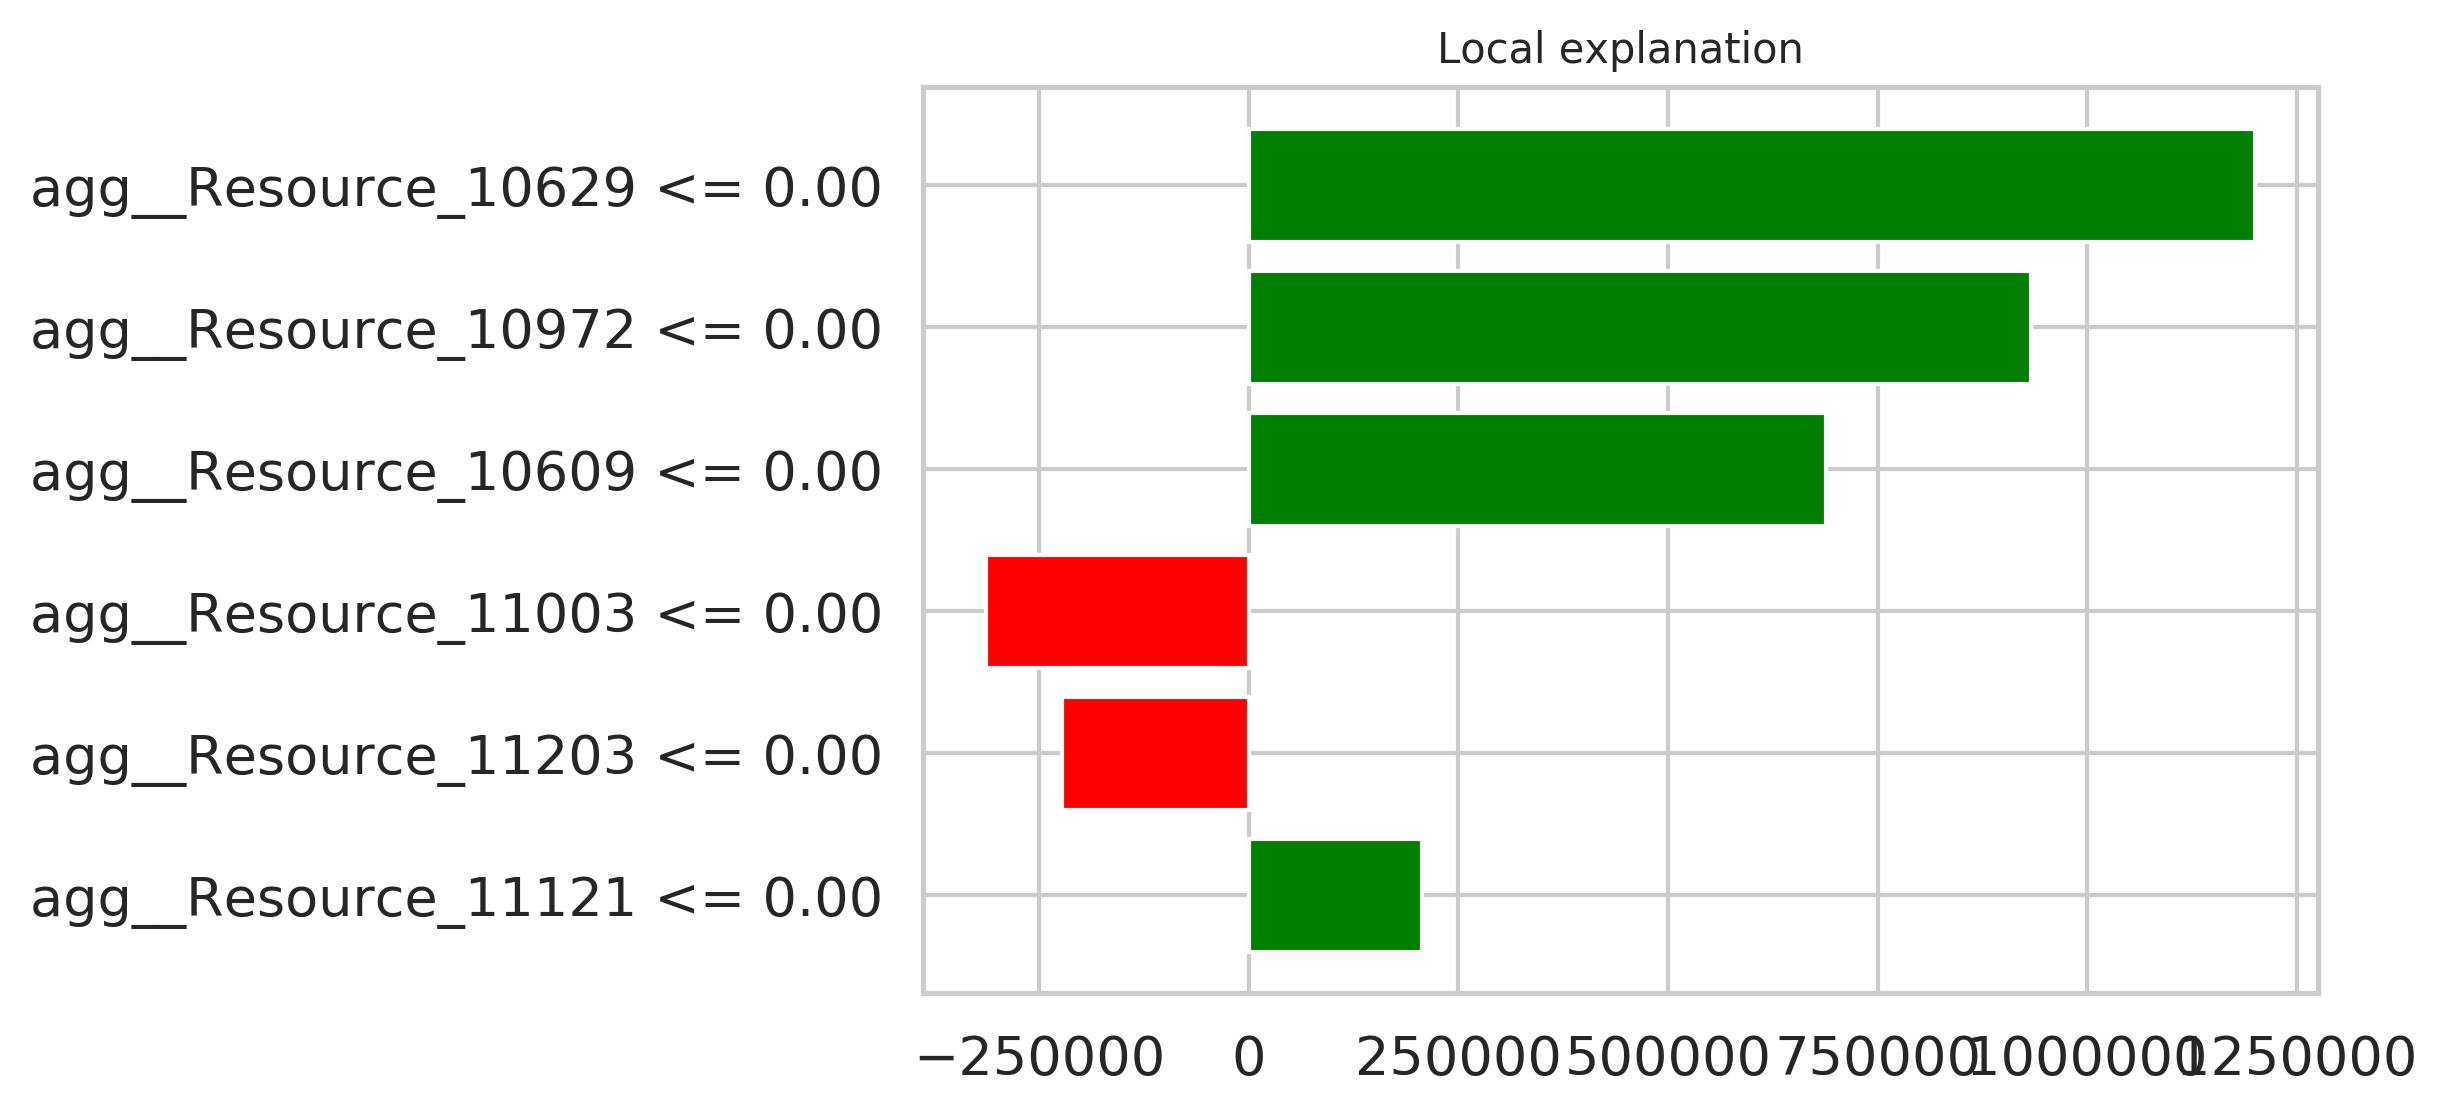 Local explanation
agg__Resource_10629 <= 0.00
agg__Resource_10972 <= 0.00
agg__Resource_10609 <= 0.00
agg__Resource_11003 <= 0.00
agg__Resource_11203 <= 0.00
agg__Resource_11121 <= 0.00
−250000 0 250000 500000 750000 1000000 1250000